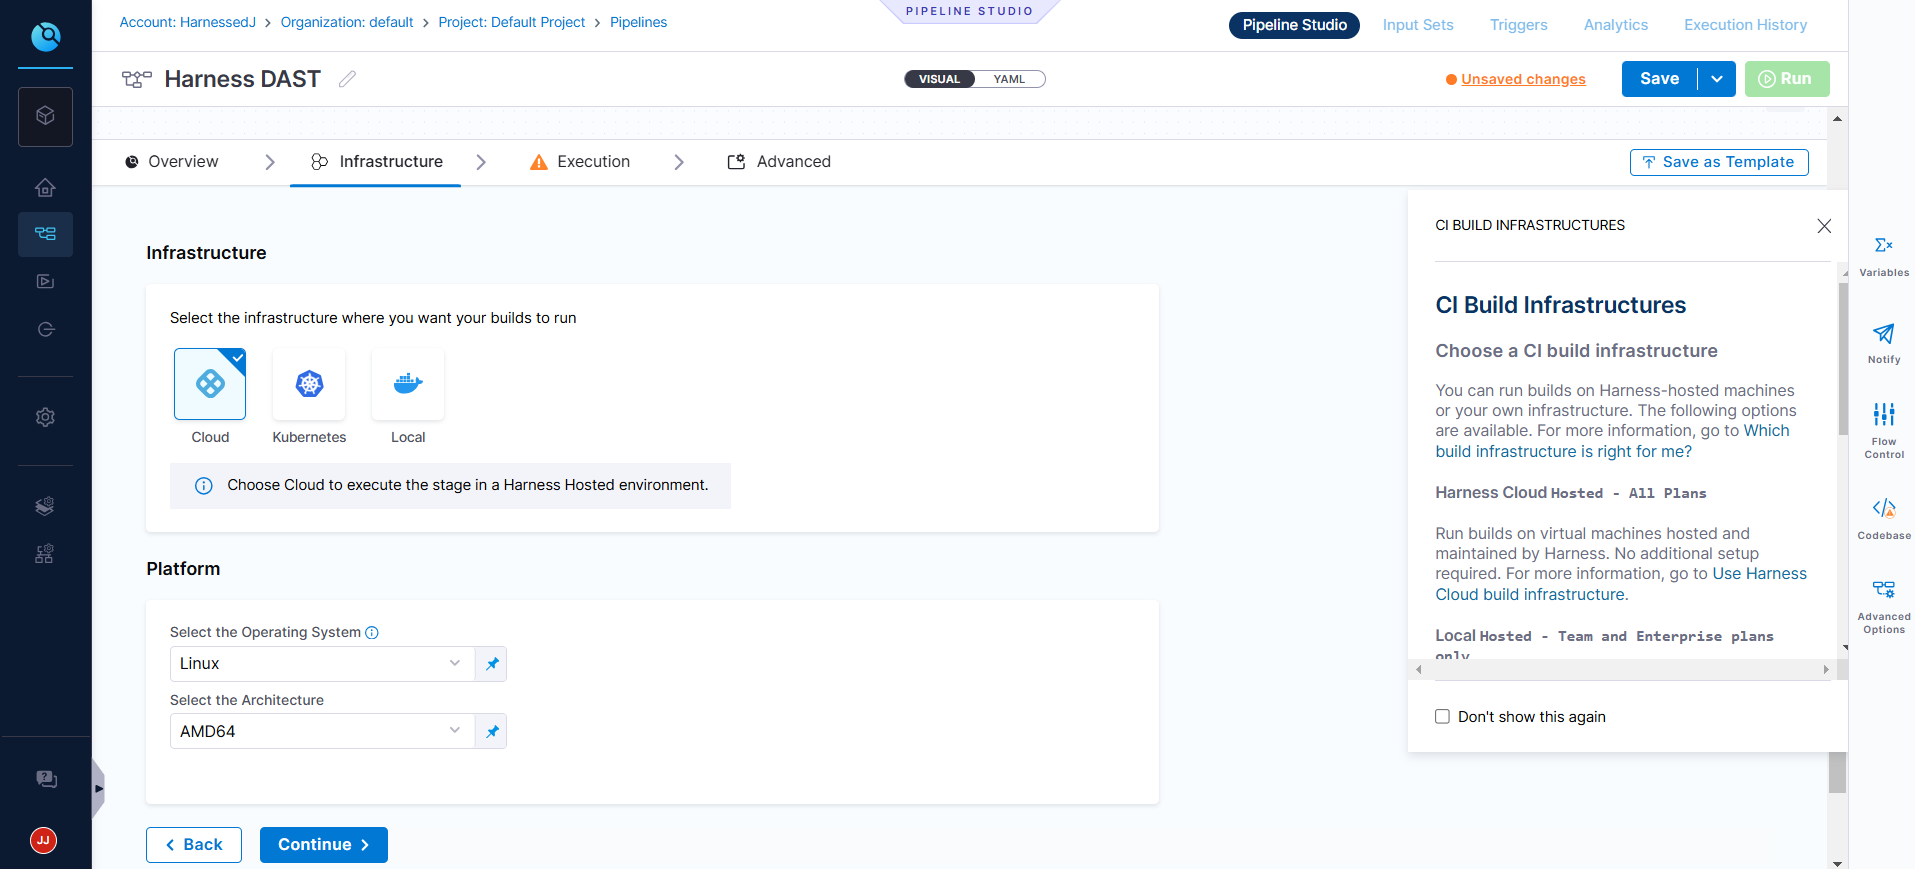 Account: HarnessedJ > Organization: default > Project: Default Project > Pipelines
PIPELINE STUDIO
Pipeline Studio
Input Sets
Triggers
Analytics
Execution History
Harness DAST
VISUAL
YAML
Unsaved changes
Save
Run
Overview
Infrastructure
Execution
Advanced
Save as Template
Infrastructure
Select the infrastructure where you want your builds to run
Cloud
Kubernetes
Local
Choose Cloud to execute the stage in a Harness Hosted environment.
Platform
Select the Operating System
Linux
Select the Architecture
AMD64
Back
Continue
CI BUILD INFRASTRUCTURES
CI Build Infrastructures
Choose a CI build infrastructure
You can run builds on Harness-hosted machines
or your own infrastructure. The following options
are available. For more information, go to Which
build infrastructure is right for me?
Harness Cloud Hosted - All Plans
Run builds on virtual machines hosted and
maintained by Harness. No additional setup
required. For more information, go to Use Harness
Cloud build infrastructure.
Local Hosted - Team and Enterprise plans
only
Don't show this again
Variables
Notify
Flow
Control
Codebase
Advanced
Options
JJ